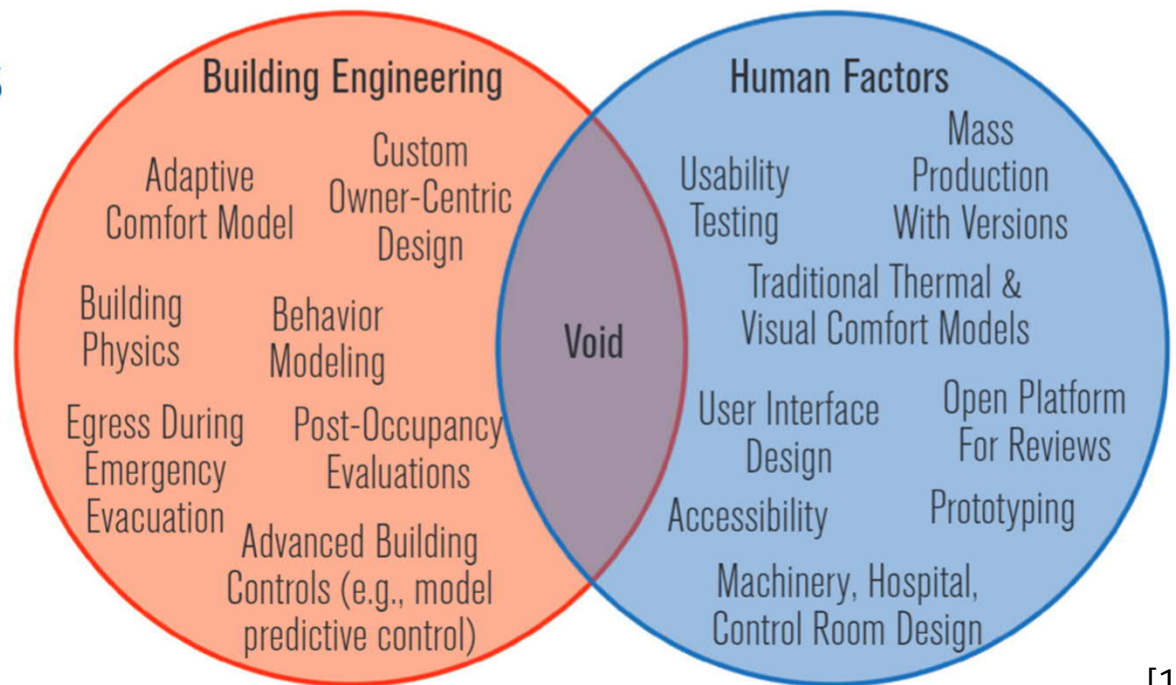 Building Engineering
Adaptive
Comfort Model
Custom
Owner-Centric
Design
Building
Physics
Behavior
Modeling
Egress During
Emergency
Evacuation
Post-Occupancy
Evaluations
Advanced Building
Controls (e.g., model
predictive control)
Void
Human Factors
Usability
Testing
Mass
Production
With Versions
Traditional Thermal &
Visual Comfort Models
User Interface
Design
Open Platform
For Reviews
Accessibility
Prototyping
Machinery, Hospital,
Control Room Design
[1